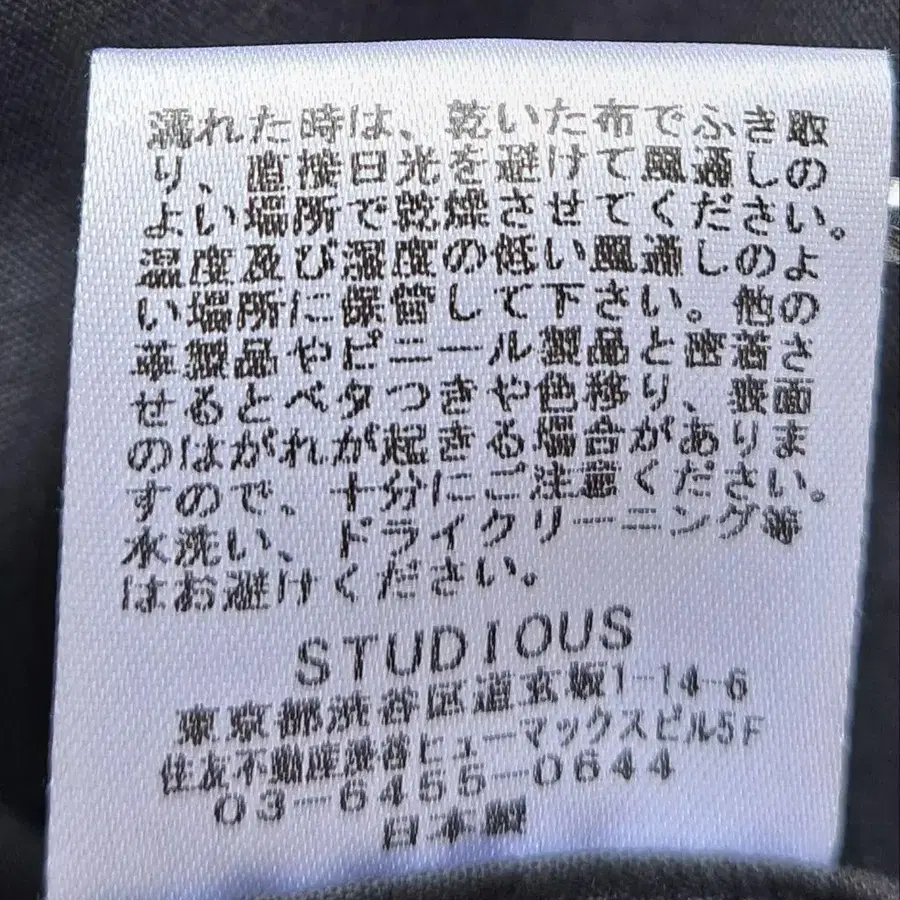 濡れた時は、乾いた布でふき取
り、直接日光を避けて風通しの
よい場所で乾燥させてください。
温度及び湿度の低い風通しのよ
い場所に保管して下さい。他の
革製品やビニール製品と密着さ
せるとベタつきや色移り、表面
のはがれが起きる場合がありま
すので、十分にご注意ください。
水洗い、ドライクリーニング等
はお避けください。
STUDIOUS
東京都渋谷区道玄坂1-14-6
住友不動産渋谷ヒューマックスビル5F
03-6455-0644
日本製